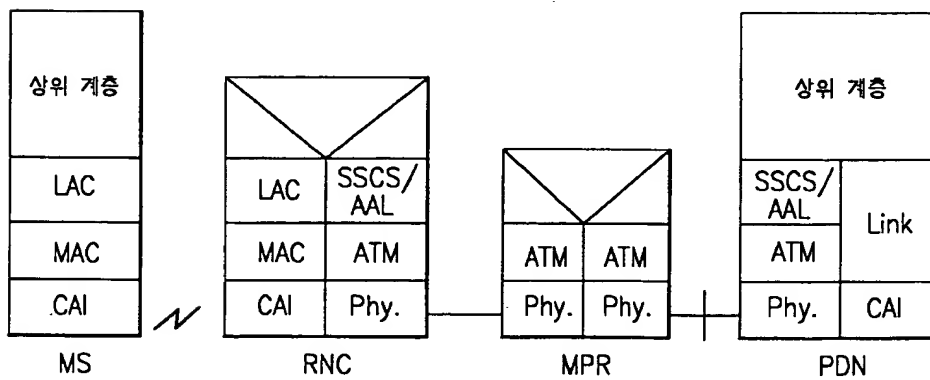 상위 계층
LAC
MAC
CAI
MS
LAC
SSCS/
AAL
MAC
ATM
CAI
Phy.
RNC
ATM
ATM
Phy.
Phy.
MPR
상위 계층
SSCS/
AAL
Link
ATM
Phy.
CAI
PDN